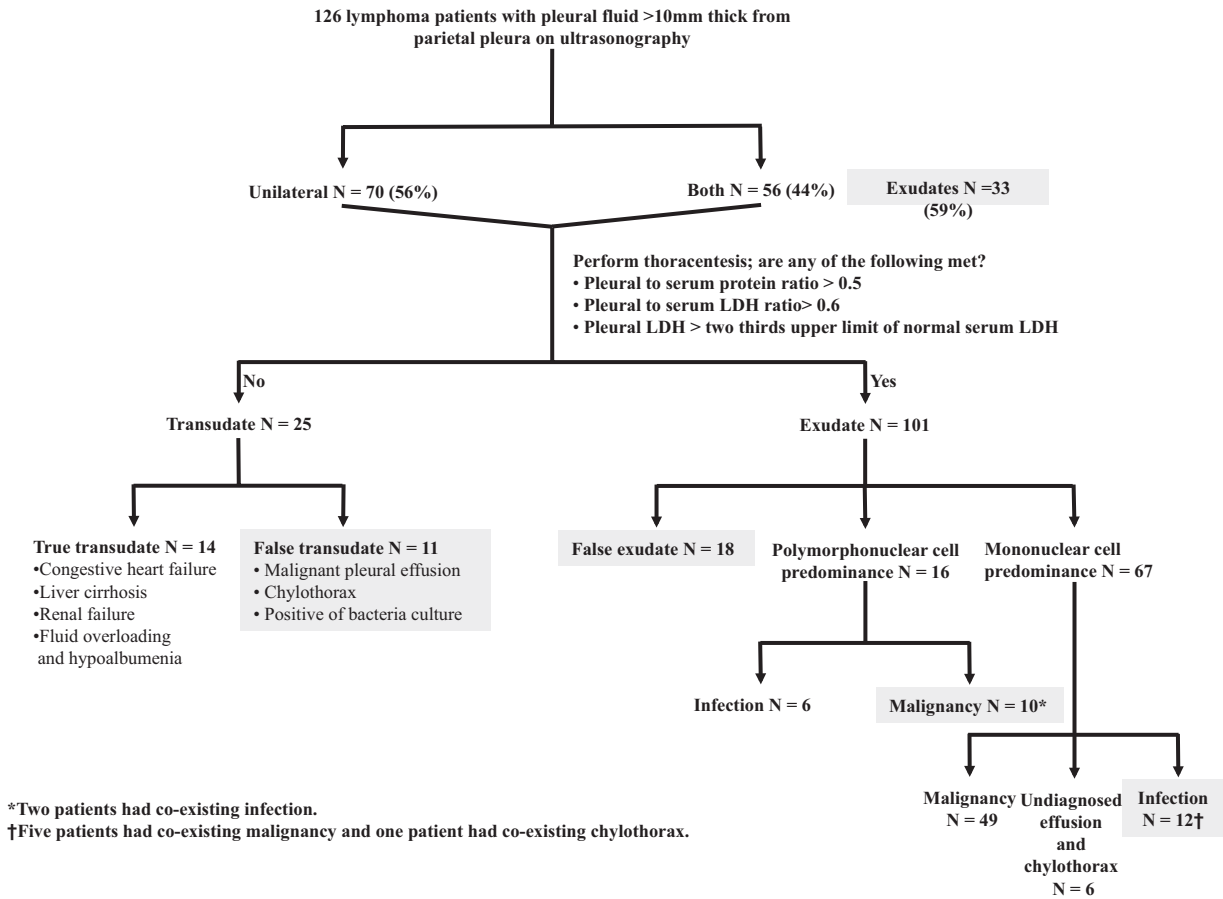 126 lymphoma patients with pleural fluid >10mm thick from
parietal pleura on ultrasonography
Unilateral N = 70 (56%)
Both N = 56 (44%)
Exudates N =33
(59%)
Perform thoracentesis; are any of the following met?
• Pleural to serum protein ratio > 0.5
• Pleural to serum LDH ratio> 0.6
• Pleural LDH > two thirds upper limit of normal serum LDH
No
Yes
Transudate N = 25
Exudate N = 101
True transudate N = 14
•Congestive heart failure
•Liver cirrhosis
•Renal failure
•Fluid overloading
and hypoalbumenia
False transudate N = 11
• Malignant pleural effusion
• Chylothorax
• Positive of bacteria culture
False exudate N = 18
Polymorphonuclear cell
predominance N = 16
Mononuclear cell
predominance N = 67
Infection N = 6
Malignancy N = 10*
Malignancy
N = 49
Undiagnosed
effusion
and
chylothorax
N = 6
Infection
N = 12†
*Two patients had co-existing infection.
†Five patients had co-existing malignancy and one patient had co-existing chylothorax.